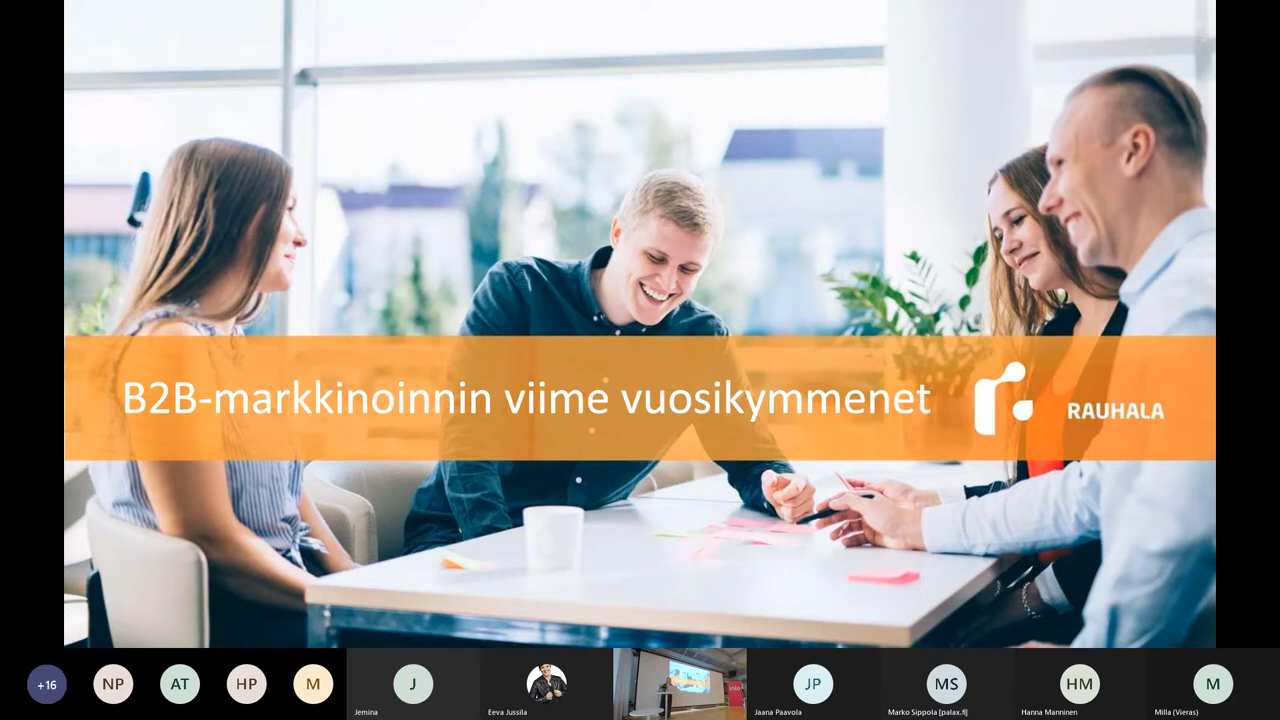 B2B-markkinoinnin viime vuosikymmenet
RAUHALA
+16
NP
AT
HP
M
J
Jemina
Eeva Jussila
JP
Jaana Paavola
MS
Marko Sippola [palax.fi]
HM
Hanna Manninen
M
Milla (Vieras)